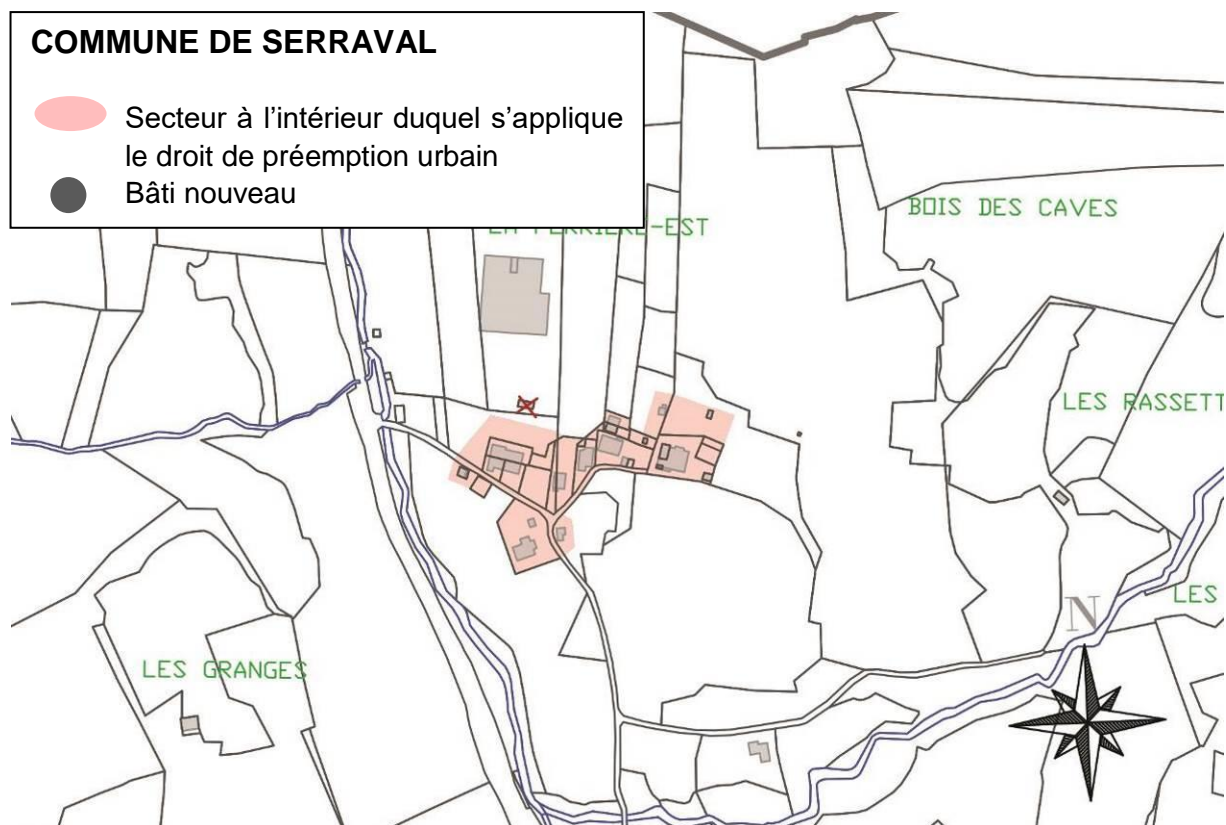 COMMUNE DE SERRAVAL
Secteur à l'intérieur duquel s'applique
le droit de préemption urbain
Bâti nouveau
-EST
BOIS DES CAVES
LES RASSETT
LES
N
LES GRANGES